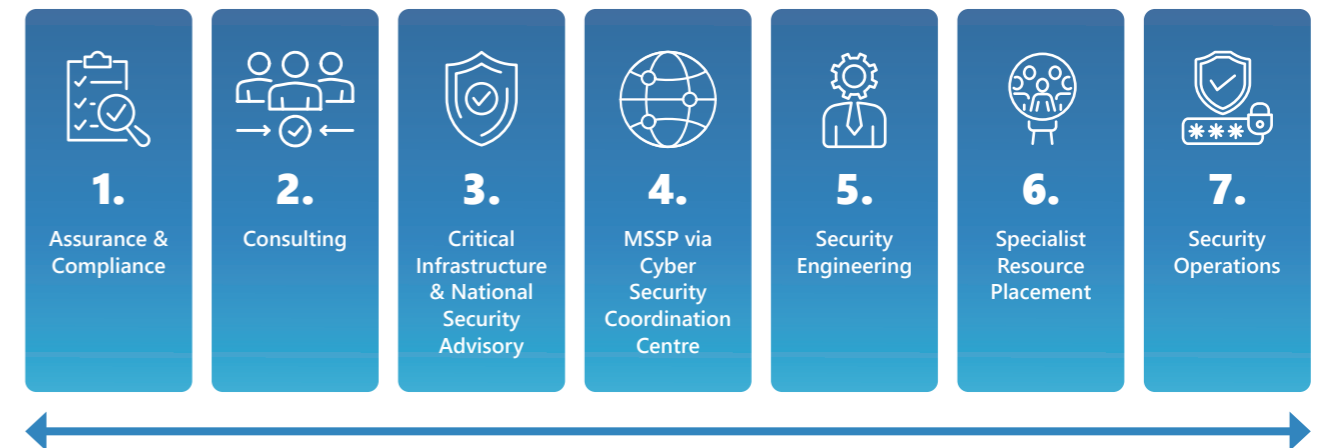 1.
Assurance &
Compliance
2.
Consulting
3.
Critical
Infrastructure
& National
Security
Advisory
4.
MSSP via
Cyber
Security
Coordination
Centre
5.
Security
Engineering
6.
Specialist
Resource
Placement
7.
Security
Operations